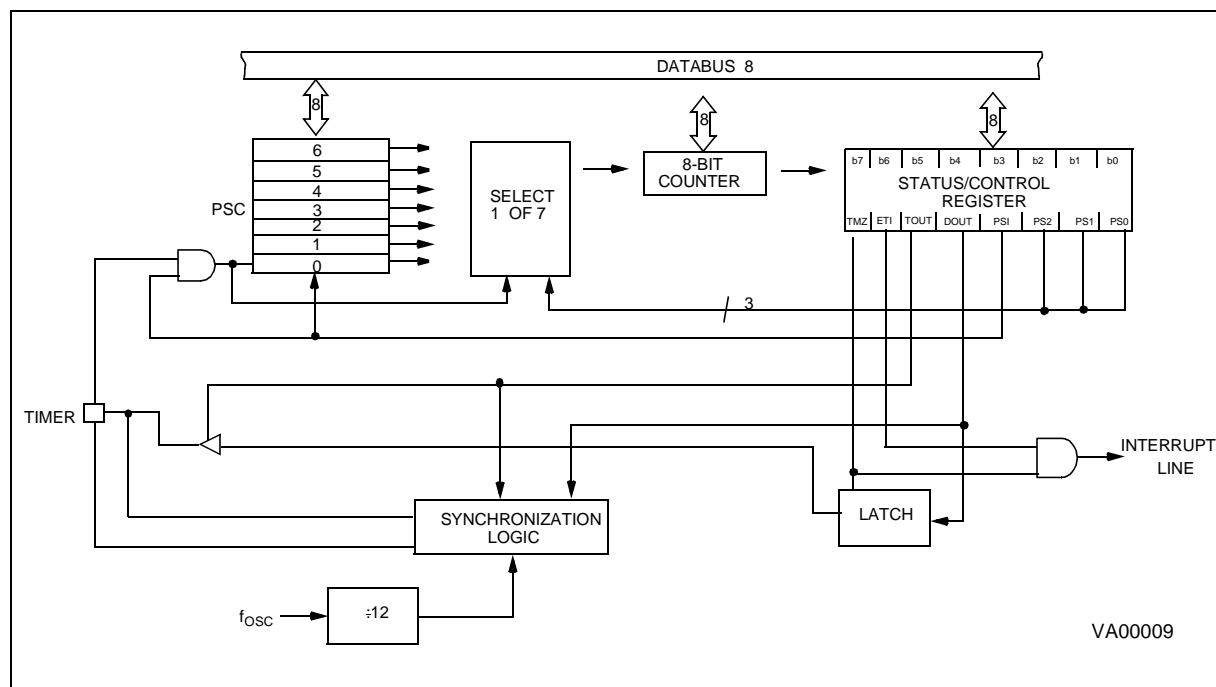 DATABUS 8
8
8
8
6
5
4
3
2
1
0
PSC
SELECT
1 OF 7
8-BIT
COUNTER
b7 b6 b5 b4 b3 b2 b1 b0
STATUS/CONTROL
REGISTER
TMZ ETI TOUT DOUT PSI PS2 PS1 PS0
3
TIMER
INTERRUPT
LINE
LATCH
SYNCHRONIZATION
LOGIC
fOSC
÷12
VA00009